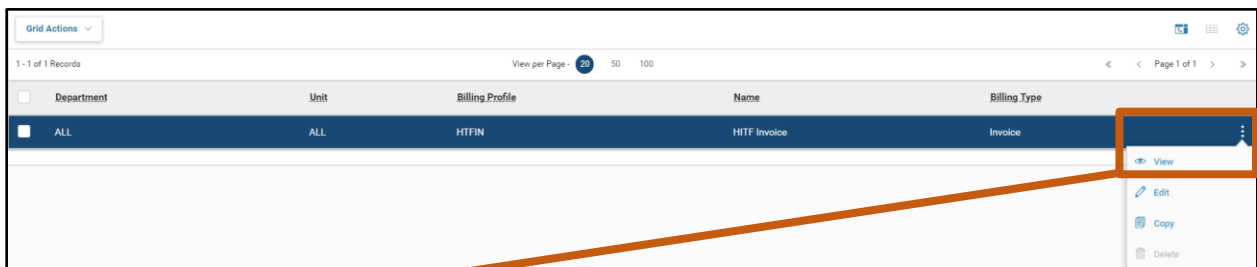 Grid Actions
1 - 1 of 1 Records View per Page - 20 50 100 Page 1 of 1
Department Unit Billing Profile Name Billing Type
ALL ALL HTFIN HITF Invoice Invoice
View
Edit
Copy
Delete